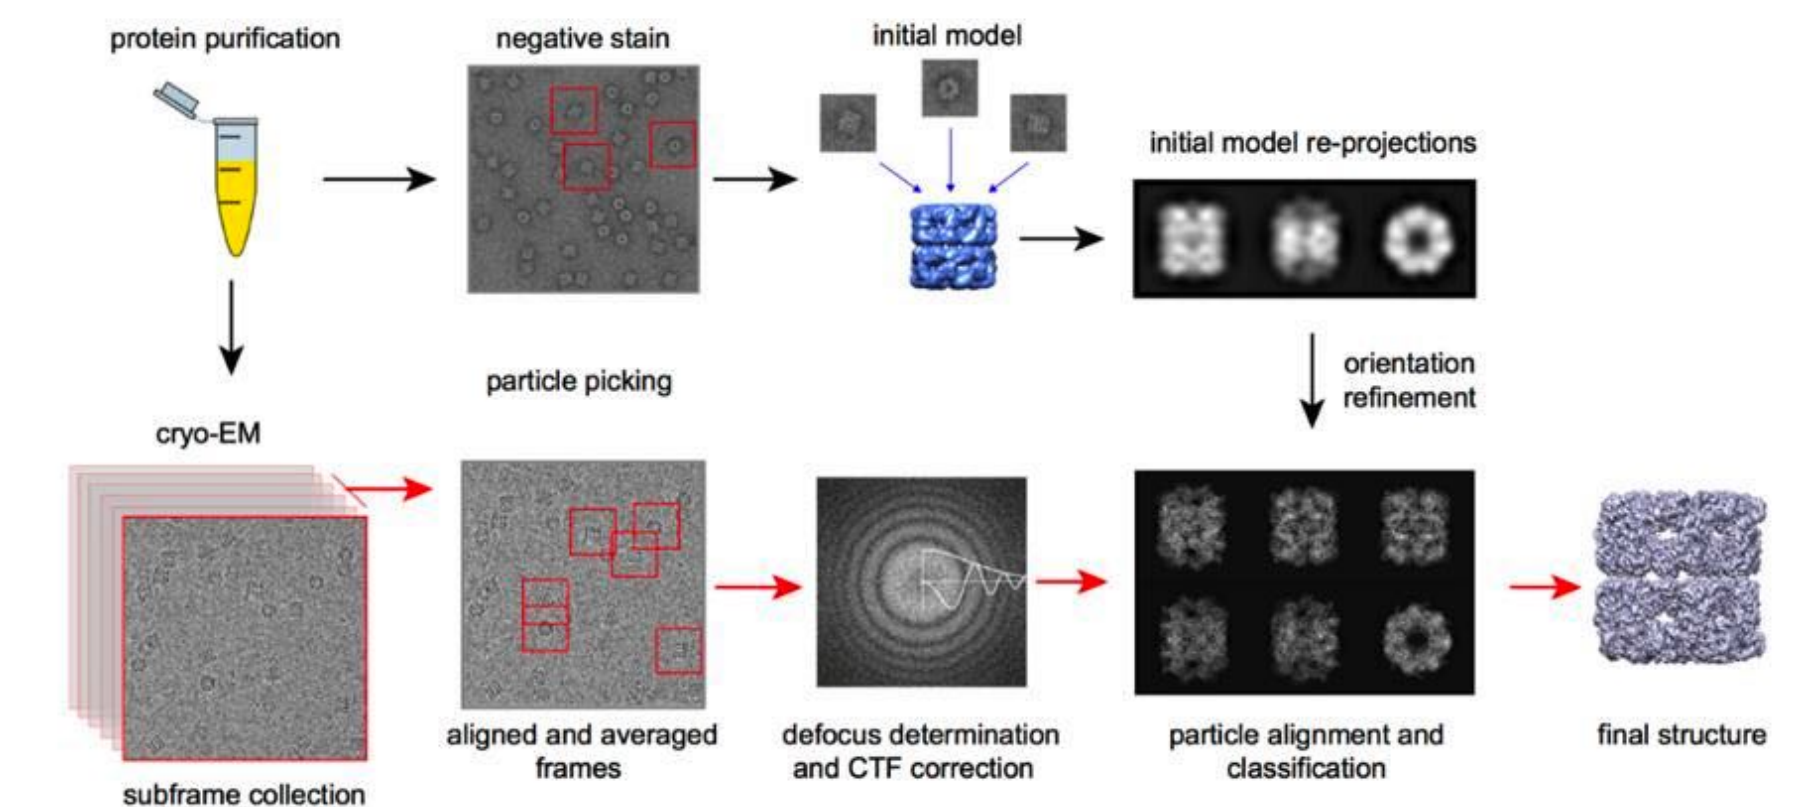 protein purification
negative stain
initial model
initial model re-projections
orientation
refinement
particle picking
cryo-EM
aligned and averaged
frames
defocus determination
and CTF correction
particle alignment and
classification
final structure
subframe collection